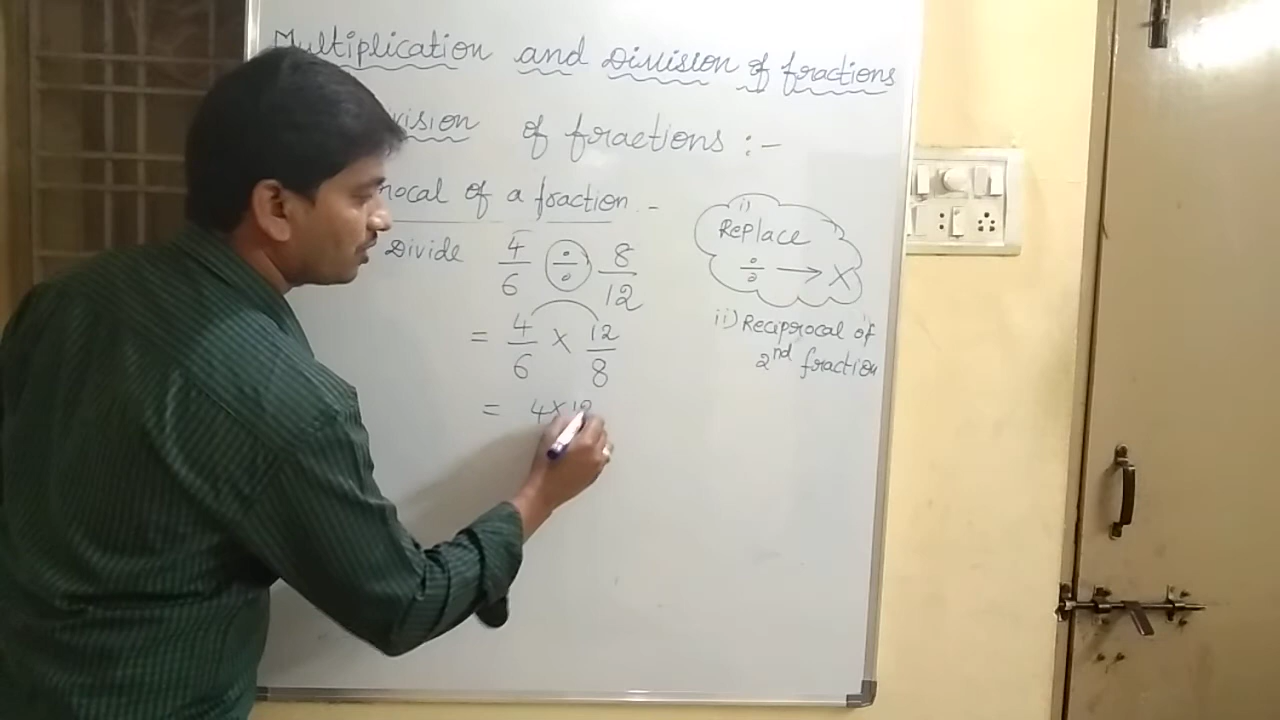 Multiplication and Division of fractions
vision of fractions :-
rocal of a fraction -
Divide 4/6 ÷ 8/12
= 4/6 × 12/8
= 4×12
i)
Replace
÷ → ×
ii) Reciprocal of
2nd fraction